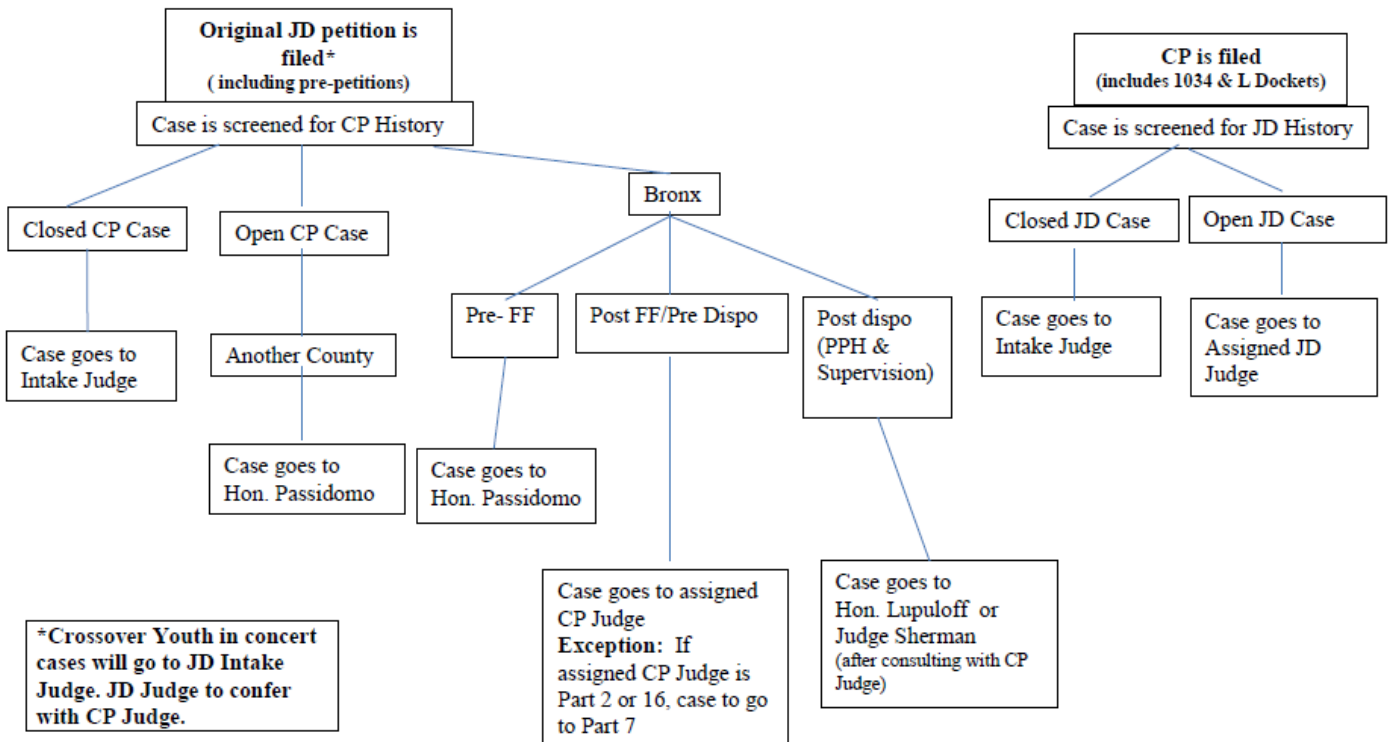 Original JD petition is
filed*
( including pre-petitions)
Case is screened for CP History
Closed CP Case
Case goes to
Intake Judge
Open CP Case
Another County
Case goes to
Hon. Passidomo
Bronx
Pre- FF
Case goes to
Hon. Passidomo
Post FF/Pre Dispo
Case goes to assigned
CP Judge
Exception: If
assigned CP Judge is
Part 2 or 16, case to go
to Part 7
Post dispo
(PPH &
Supervision)
Case goes to
Hon. Lupuloff or
Judge Sherman
(after consulting with CP
Judge)
CP is filed
(includes 1034 & L Dockets)
Case is screened for JD History
Closed JD Case
Case goes to
Intake Judge
Open JD Case
Case goes to
Assigned JD
Judge
*Crossover Youth in concert
cases will go to JD Intake
Judge. JD Judge to confer
with CP Judge.